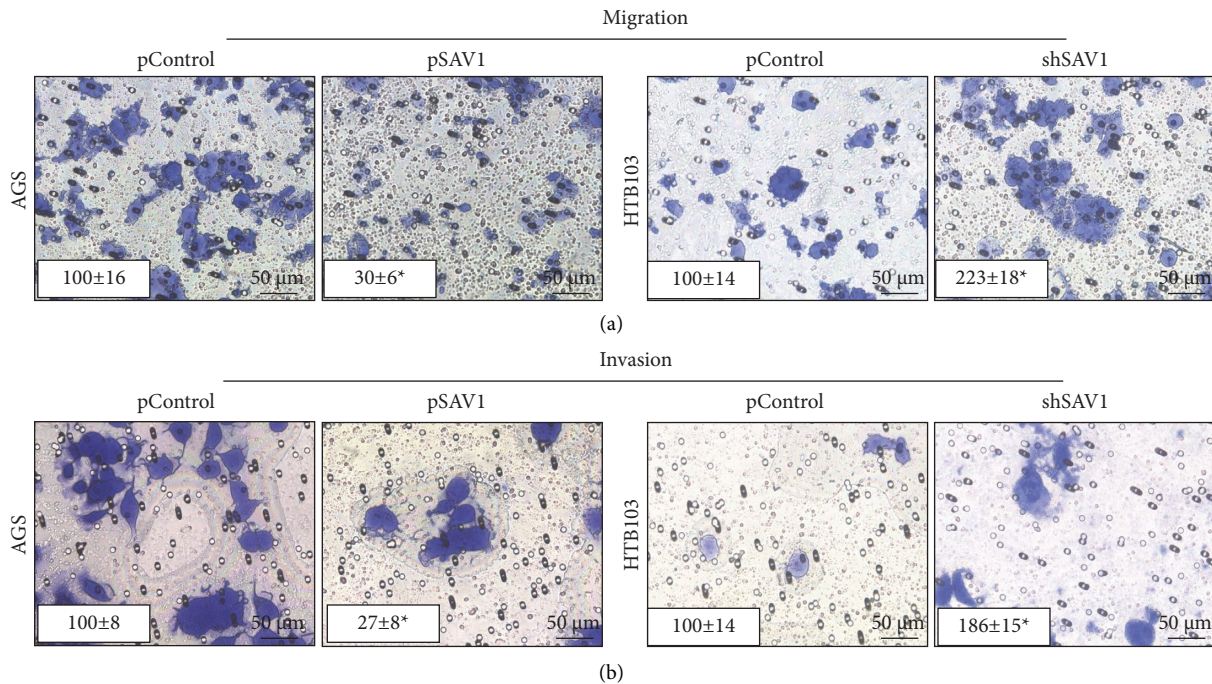 Migration
pControl pSAV1 pControl shSAV1
AGS
100±16 50 μm
30±6* 50 μm
HTB103
100±14 50 μm
223±18* 50 μm
(a)
Invasion
pControl pSAV1 pControl shSAV1
AGS
100±8 50 μm
27±8* 50 μm
HTB103
100±14 50 μm
186±15* 50 μm
(b)